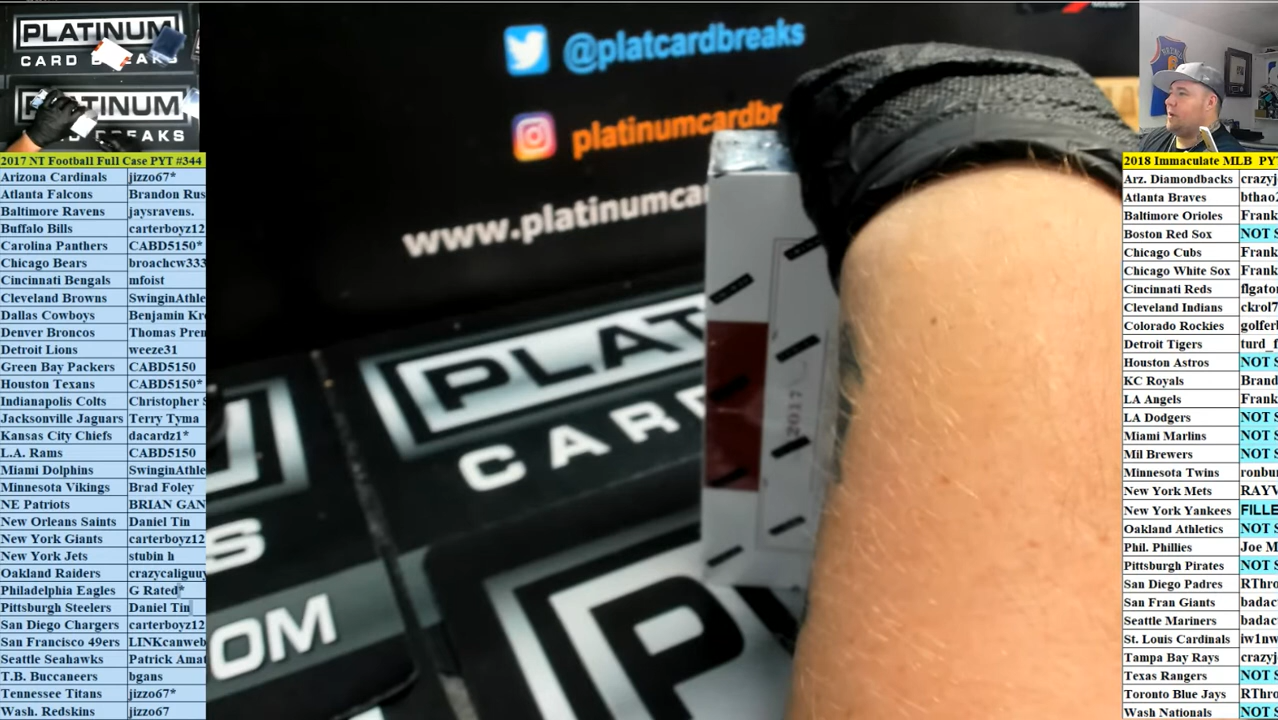 PLATINUM
CARD B EAKS
TINUM
D BREAKS
@platcardbreaks
platinumcardbr
www.platinumca
PLAT
CARD
S
OM
P
2017
2017 NT Football Full Case PYT #344
Arizona Cardinals jizzo67*
Atlanta Falcons Brandon Rus
Baltimore Ravens jaysravens.
Buffalo Bills carterboyz12
Carolina Panthers CABD5150*
Chicago Bears broachcw333
Cincinnati Bengals mfoist
Cleveland Browns SwinginAthle
Dallas Cowboys Benjamin Kr
Denver Broncos Thomas Pren
Detroit Lions weeze31
Green Bay Packers CABD5150
Houston Texans CABD5150*
Indianapolis Colts Christopher S
Jacksonville Jaguars Terry Tyma
Kansas City Chiefs dacardz1*
L.A. Rams CABD5150
Miami Dolphins SwinginAthle
Minnesota Vikings Brad Foley
NE Patriots BRIAN GAN
New Orleans Saints Daniel Tin
New York Giants carterboyz12
New York Jets stubin h
Oakland Raiders crazycaliguuy
Philadelphia Eagles G Rated*
Pittsburgh Steelers Daniel Tin
San Diego Chargers carterboyz12
San Francisco 49ers LINKcanweb
Seattle Seahawks Patrick Amat
T.B. Buccaneers bgans
Tennessee Titans jizzo67*
Wash. Redskins jizzo67
2018 Immaculate MLB PYT
Arz. Diamondbacks crazyj
Atlanta Braves bthao2
Baltimore Orioles Frank
Boston Red Sox NOT S
Chicago Cubs Frank
Chicago White Sox Frank
Cincinnati Reds flgator
Cleveland Indians ckrol7
Colorado Rockies golferl
Detroit Tigers turd_f
Houston Astros NOT S
KC Royals Brand
LA Angels Frank
LA Dodgers NOT S
Miami Marlins NOT S
Mil Brewers NOT S
Minnesota Twins ronbur
New York Mets RAYV
New York Yankees FILLE
Oakland Athletics NOT S
Phil. Phillies Joe M
Pittsburgh Pirates NOT S
San Diego Padres RThro
San Fran Giants badac
Seattle Mariners badac
St. Louis Cardinals iw1nw
Tampa Bay Rays crazyj
Texas Rangers NOT S
Toronto Blue Jays RThro
Wash Nationals NOT S